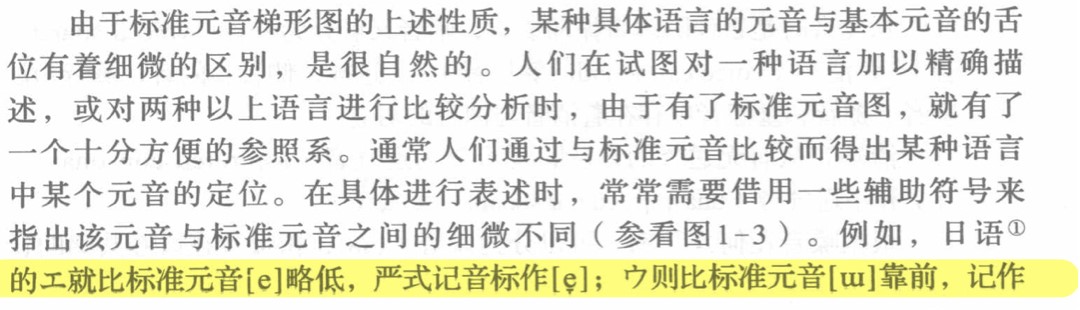 由于标准元音梯形图的上述性质，某种具体语言的元音与基本元音的舌
位有着细微的区别，是很自然的。人们在试图对一种语言加以精确描
述，或对两种以上语言进行比较分析时，由于有了标准元音图，就有了
一个十分方便的参照系。通常人们通过与标准元音比较而得出某种语言
中某个元音的定位。在具体进行表述时，常常需要借用一些辅助符号来
指出该元音与标准元音之间的细微不同（参看图1-3）。例如，日语①
的エ就比标准元音[e]略低，严式记音标作[e̞]；ウ则比标准元音[ɯ]靠前，记作